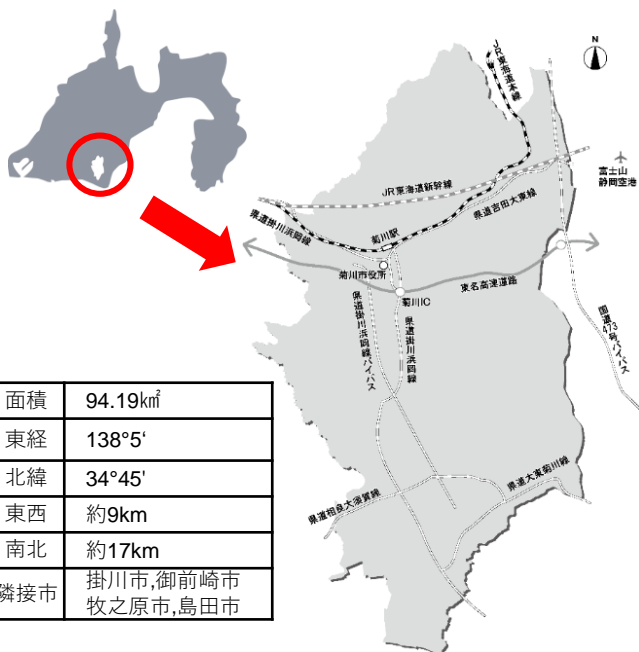 N
JR東海道本線
富士山
静岡空港
JR東海道新幹線
県道吉田大東線
県道掛川浜岡線
菊川駅
菊川市役所
東名高速道路
菊川IC
県道掛川浜岡線バイパス
県道掛川浜岡線
国道473号バイパス
県道相良大須賀線
県道大東菊川線
面積 94.19㎢
東経 138°5‘
北緯 34°45'
東西 約9km
南北 約17km
隣接市 掛川市,御前崎市
牧之原市,島田市